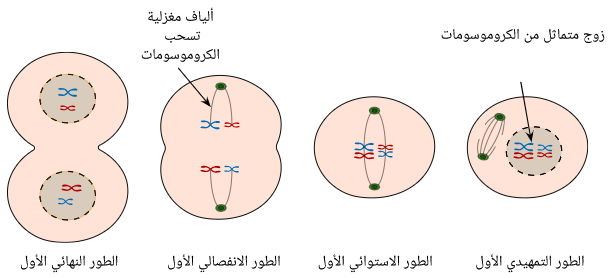 زوج متماثل من الكروموسومات
ألياف مغزلية
تسحب
الكروموسومات
الطور التمهيدي الأول
الطور الاستوائي الأول
الطور الانفصالي الأول
الطور النهائي الأول